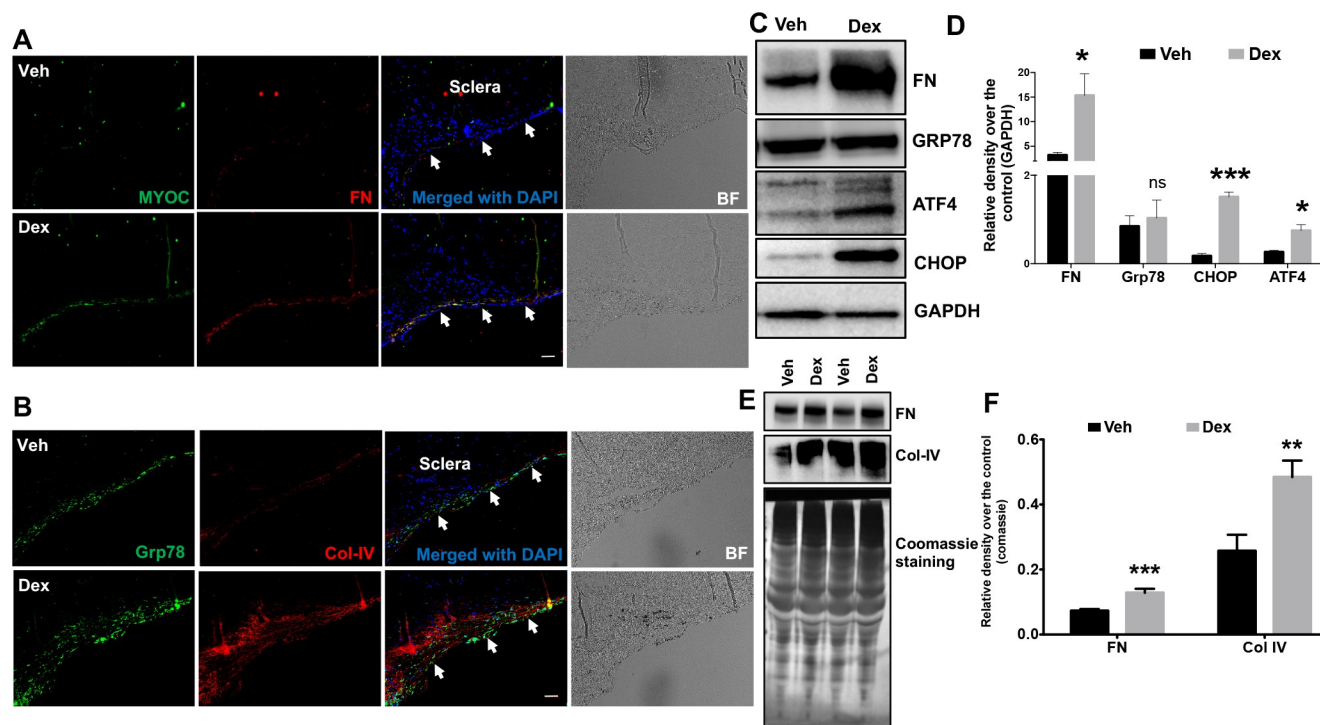 A
Veh
Sclera
MYOC
FN
Merged with DAPI
BF
Dex
B
Veh
Sclera
Grp78
Col-IV
Merged with DAPI
BF
Dex
C
Veh
Dex
FN
GRP78
ATF4
CHOP
GAPDH
D
Veh
Dex
Relative density over the
control (GAPDH)
20
15
10
5
2
2
0
*
ns
***
*
FN
Grp78
CHOP
ATF4
E
Veh
Dex
Veh
Dex
FN
Col-IV
Coomassie
staining
F
Veh
Dex
Relative density over the control
(comassie)
0.6
0.4
0.2
0.0
***
**
FN
Col IV